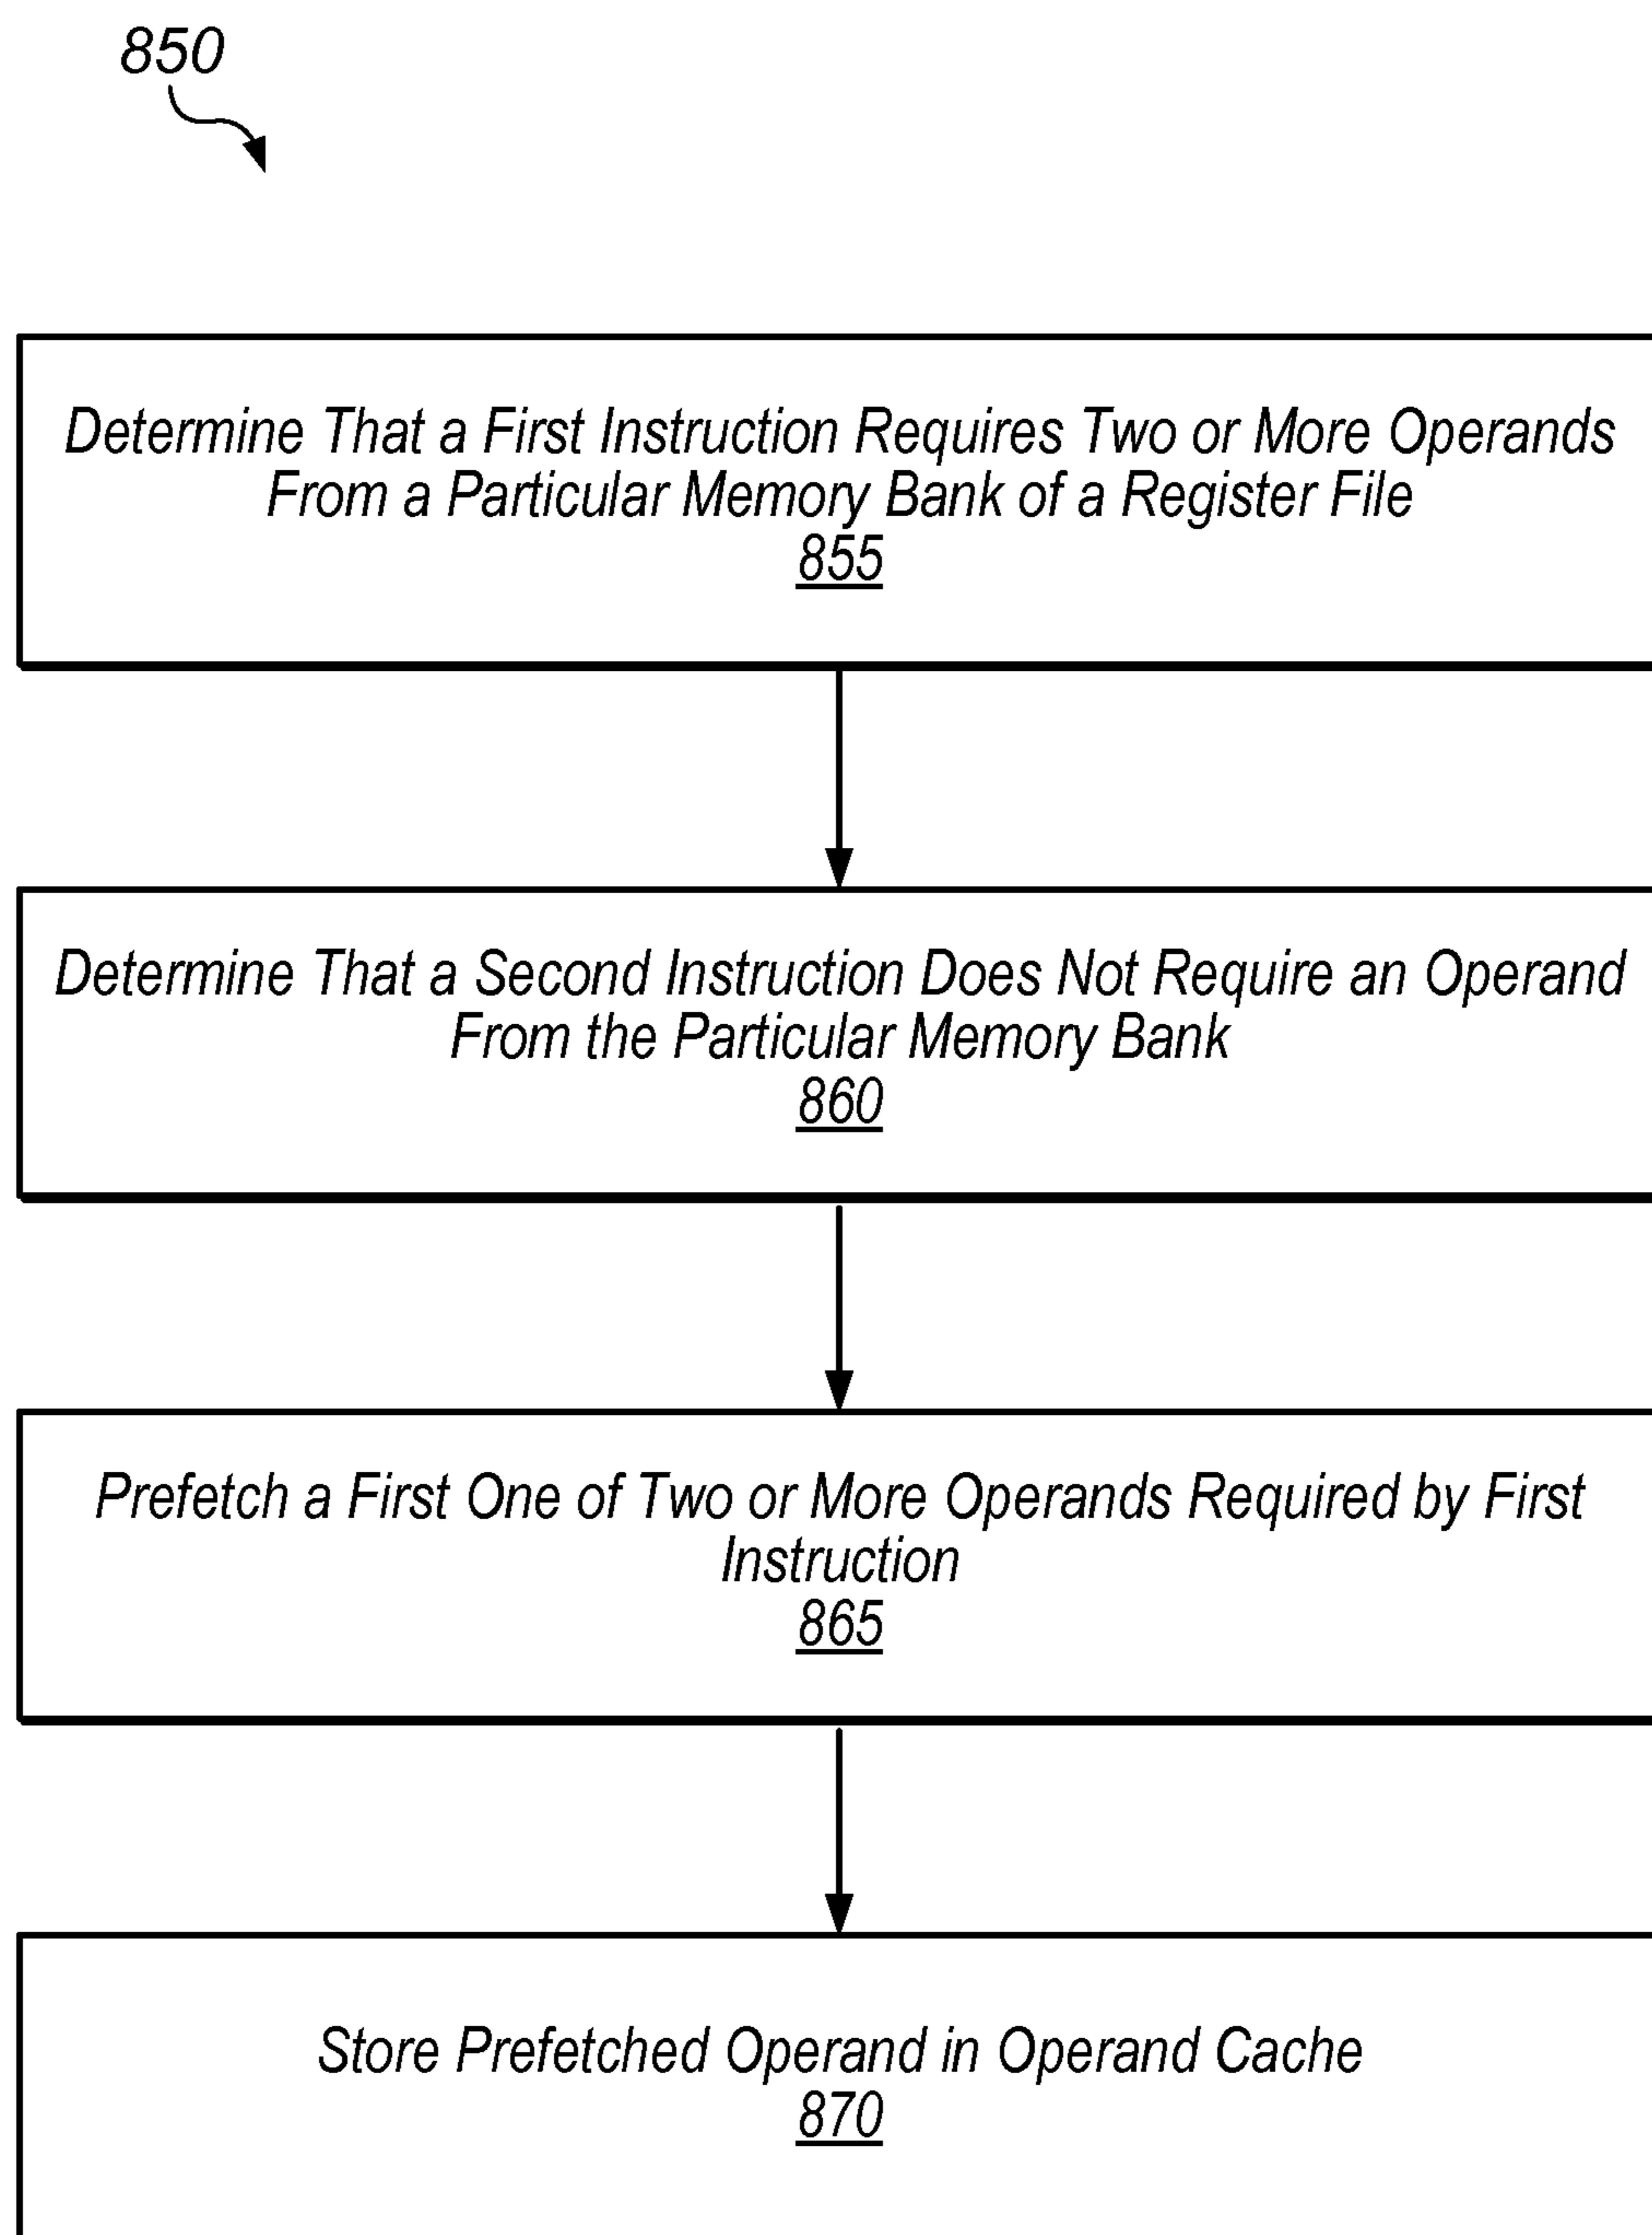 850
Determine That a First Instruction Requires Two or More Operands
From a Particular Memory Bank of a Register File
855
Determine That a Second Instruction Does Not Require an Operand
From the Particular Memory Bank
860
Prefetch a First One of Two or More Operands Required by First
Instruction
865
Store Prefetched Operand in Operand Cache
870